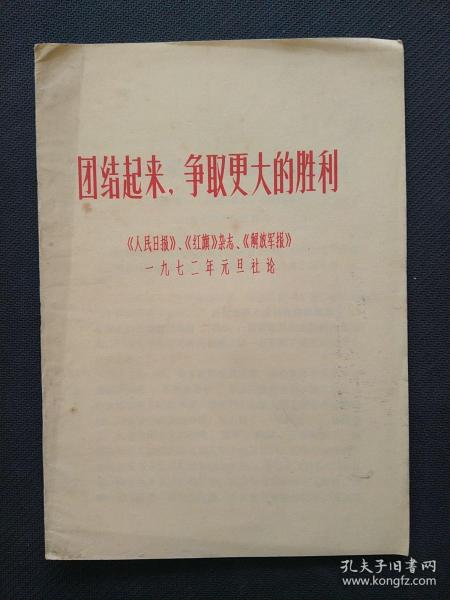 团结起来，争取更大的胜利
《人民日报》、《红旗》杂志、《解放军报》
一九七二年元旦社论
孔夫子旧书网
www.kongfz.com